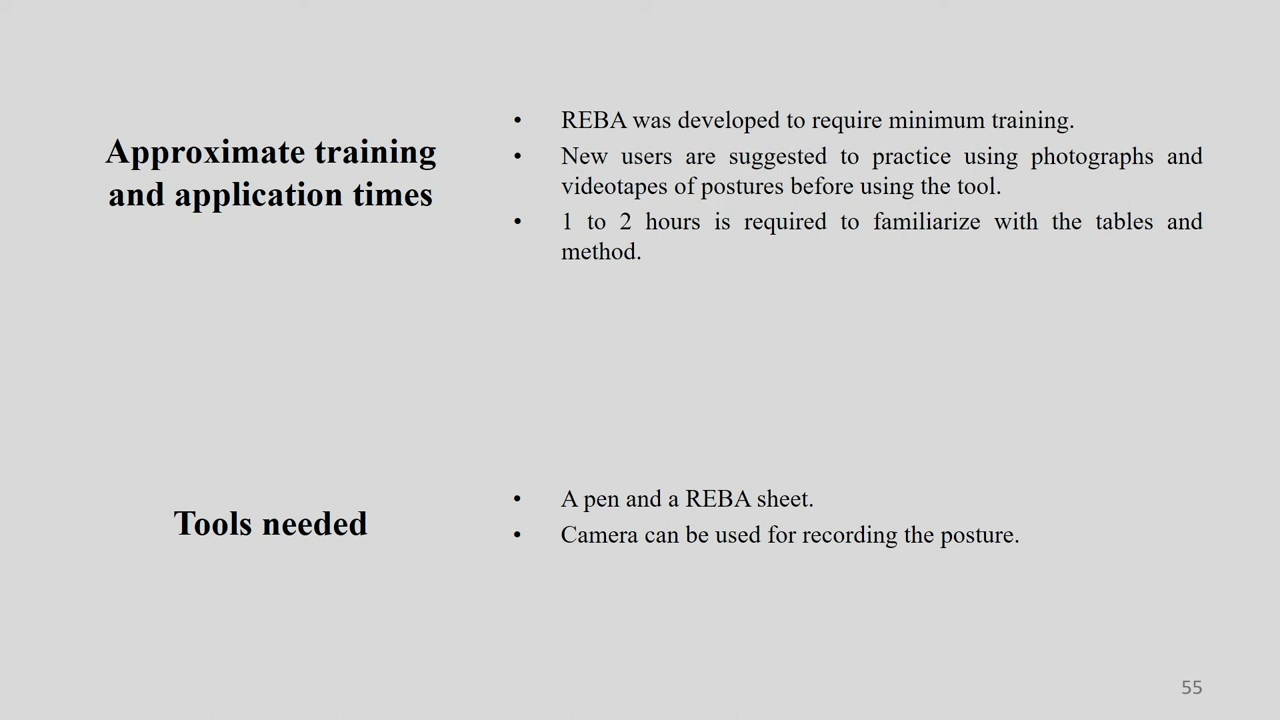 Approximate training
and application times
• REBA was developed to require minimum training.
• New users are suggested to practice using photographs and
videotapes of postures before using the tool.
• 1 to 2 hours is required to familiarize with the tables and
method.
Tools needed
• A pen and a REBA sheet.
• Camera can be used for recording the posture.
55